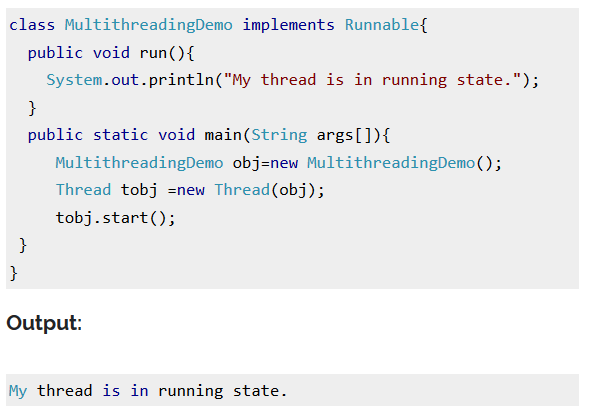 class MultithreadingDemo implements Runnable{
  public void run(){
    System.out.println("My thread is in running state.");
  }
  public static void main(String args[]){
     MultithreadingDemo obj=new MultithreadingDemo();
     Thread tobj =new Thread(obj);
     tobj.start();
 }
}
Output:
My thread is in running state.